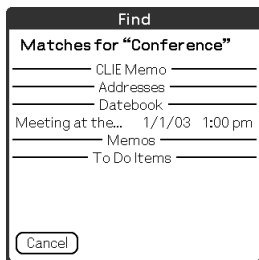 Find
Matches for “Conference”
CLIE Memo
Addresses
Datebook
Meeting at the... 1/1/03 1:00 pm
Memos
To Do Items
Cancel